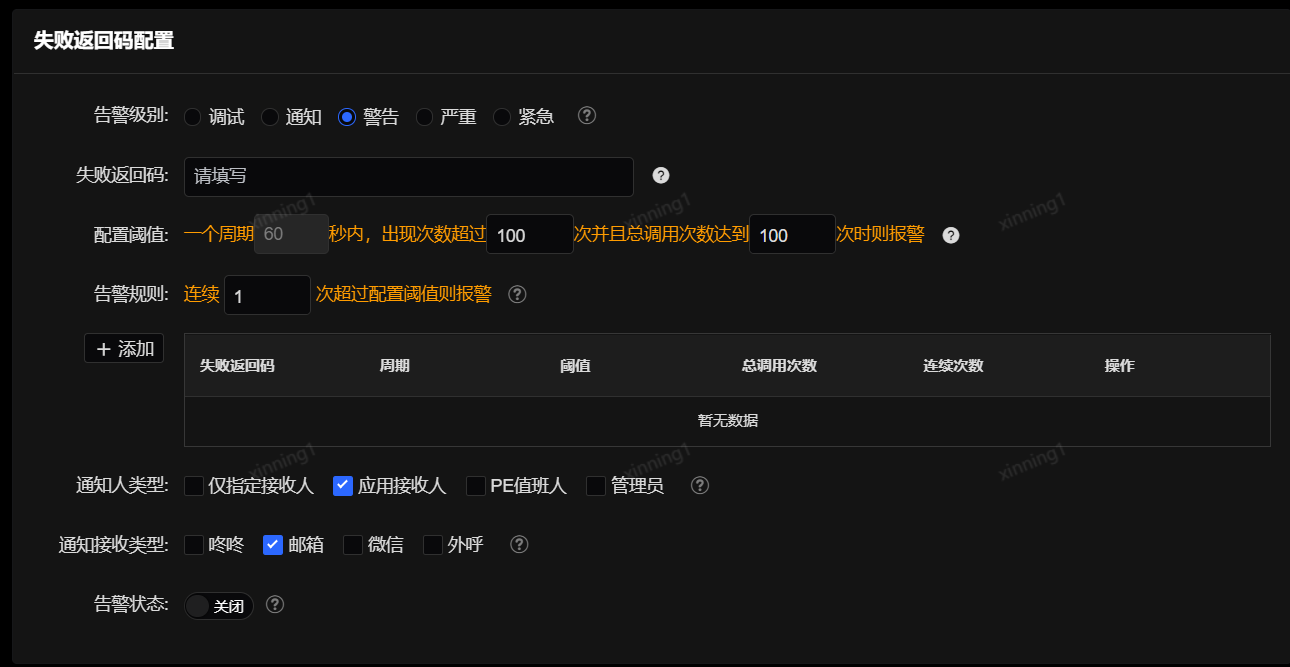 失败返回码配置
告警级别: 调试 通知 警告 严重 紧急 ?
失败返回码: 请填写 ?
配置阈值: 一个周期 60 秒内，出现次数超过 100 次并且总调用次数达到 100 次时则报警 ?
告警规则: 连续 1 次超过配置阈值则报警 ?
+ 添加
失败返回码 周期 阈值 总调用次数 连续次数 操作
暂无数据
通知人类型: 仅指定接收人 应用接收人 PE值班人 管理员 ?
通知接收类型: 咚咚 邮箱 微信 外呼 ?
告警状态: 关闭 ?
xinning1 xinning1 xinning1
xinning1 xinning1 xinning1